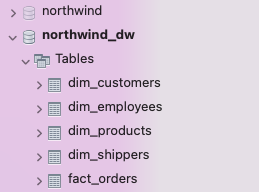 northwind
northwind_dw
Tables
dim_customers
dim_employees
dim_products
dim_shippers
fact_orders